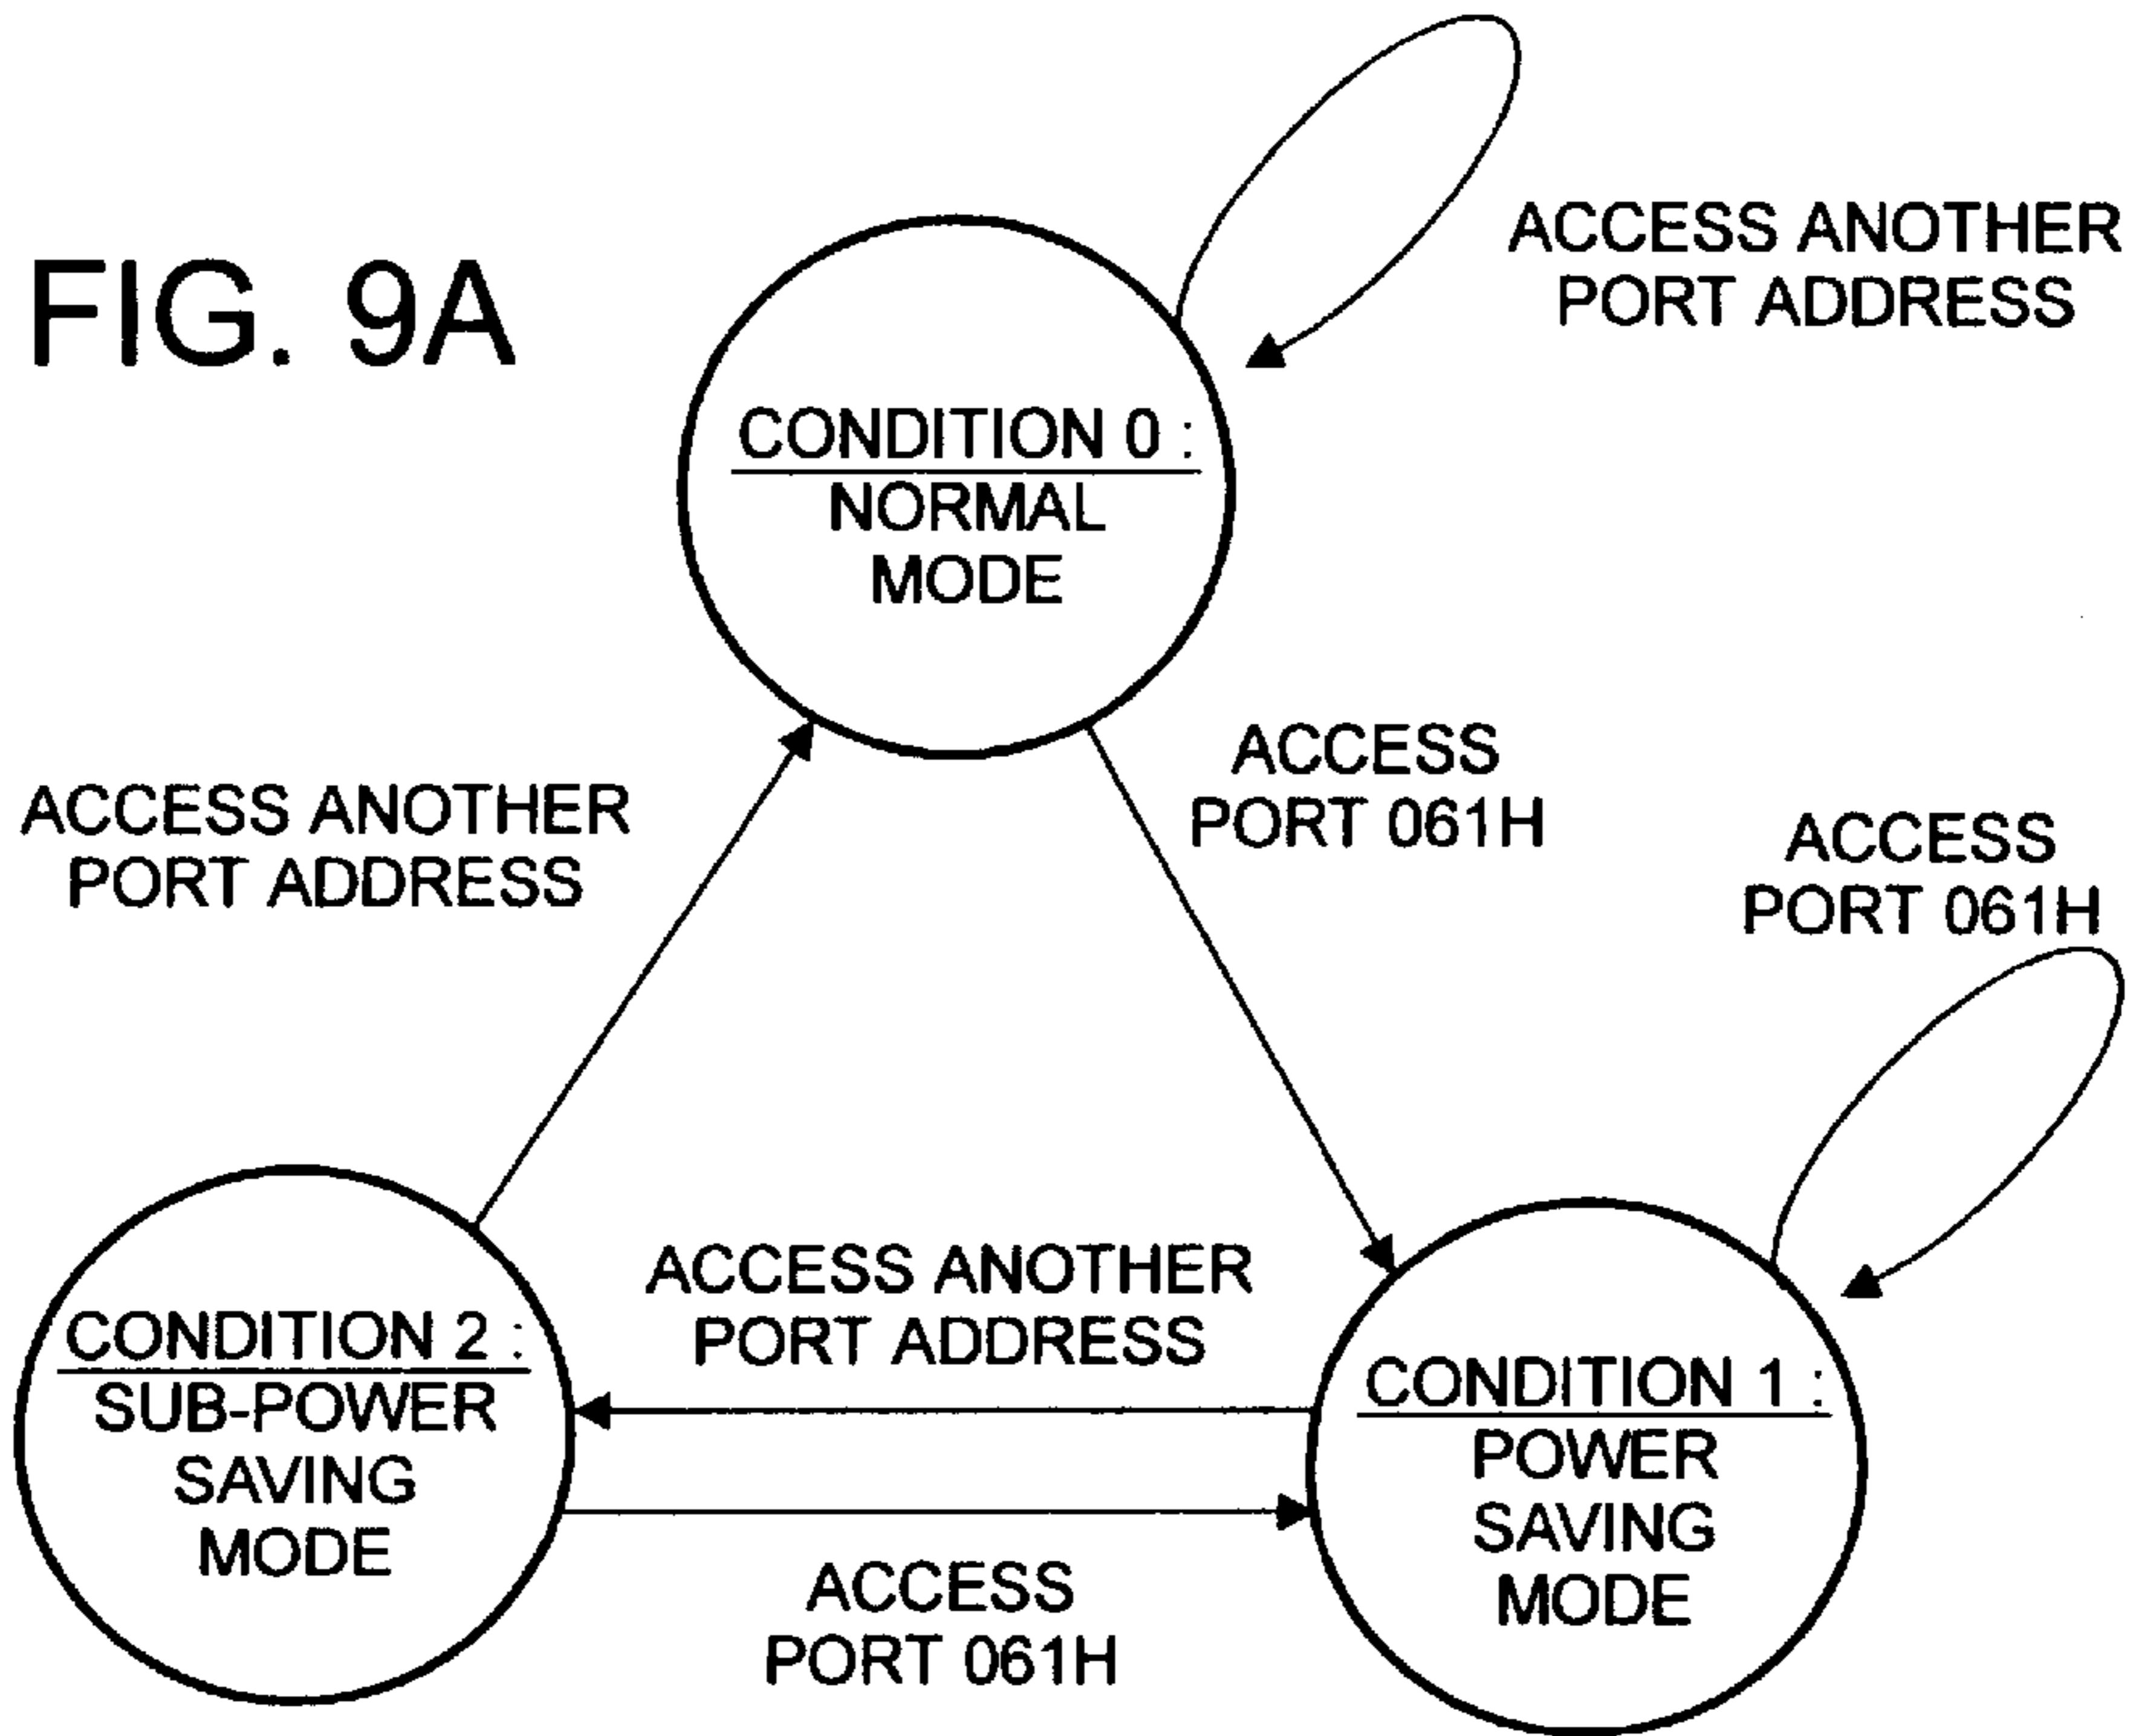 FIG. 9A
ACCESS ANOTHER
PORT ADDRESS
CONDITION 0 :
NORMAL
MODE
ACCESS
PORT 061H
ACCESS ANOTHER
PORT ADDRESS
ACCESS
PORT 061H
ACCESS ANOTHER
PORT ADDRESS
CONDITION 2 :
SUB-POWER
SAVING
MODE
CONDITION 1 :
POWER
SAVING
MODE
ACCESS
PORT 061H